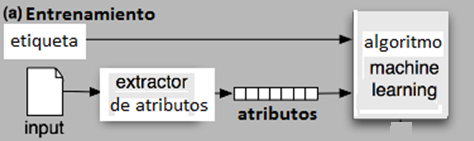 (a) Entrenamiento
etiqueta
algoritmo
machine
learning
extractor
de atributos
atributos
input